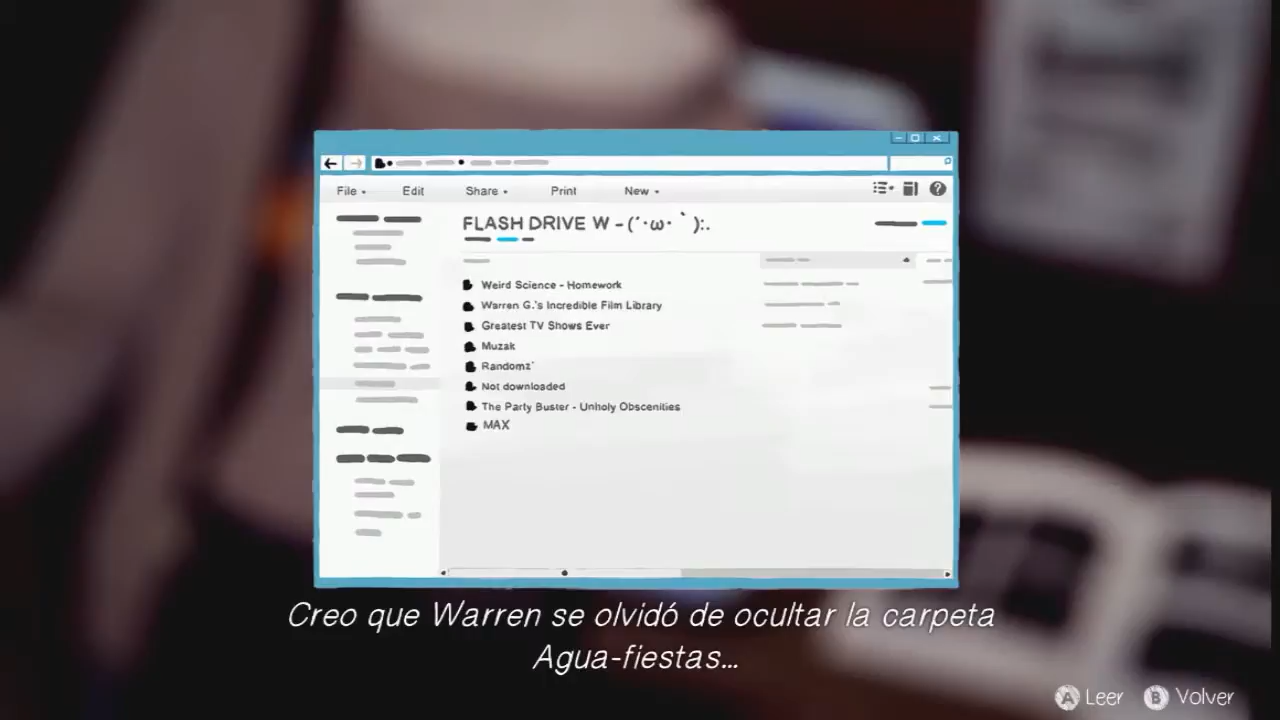 File Edit Share Print New
FLASH DRIVE W - (´･ω･｀):.
Weird Science - Homework
Warren G.'s Incredible Film Library
Greatest TV Shows Ever
Muzak
Randomz'
Not downloaded
The Party Buster - Unholy Obscenities
MAX
Creo que Warren se olvidó de ocultar la carpeta
Agua-fiestas...
A Leer B Volver